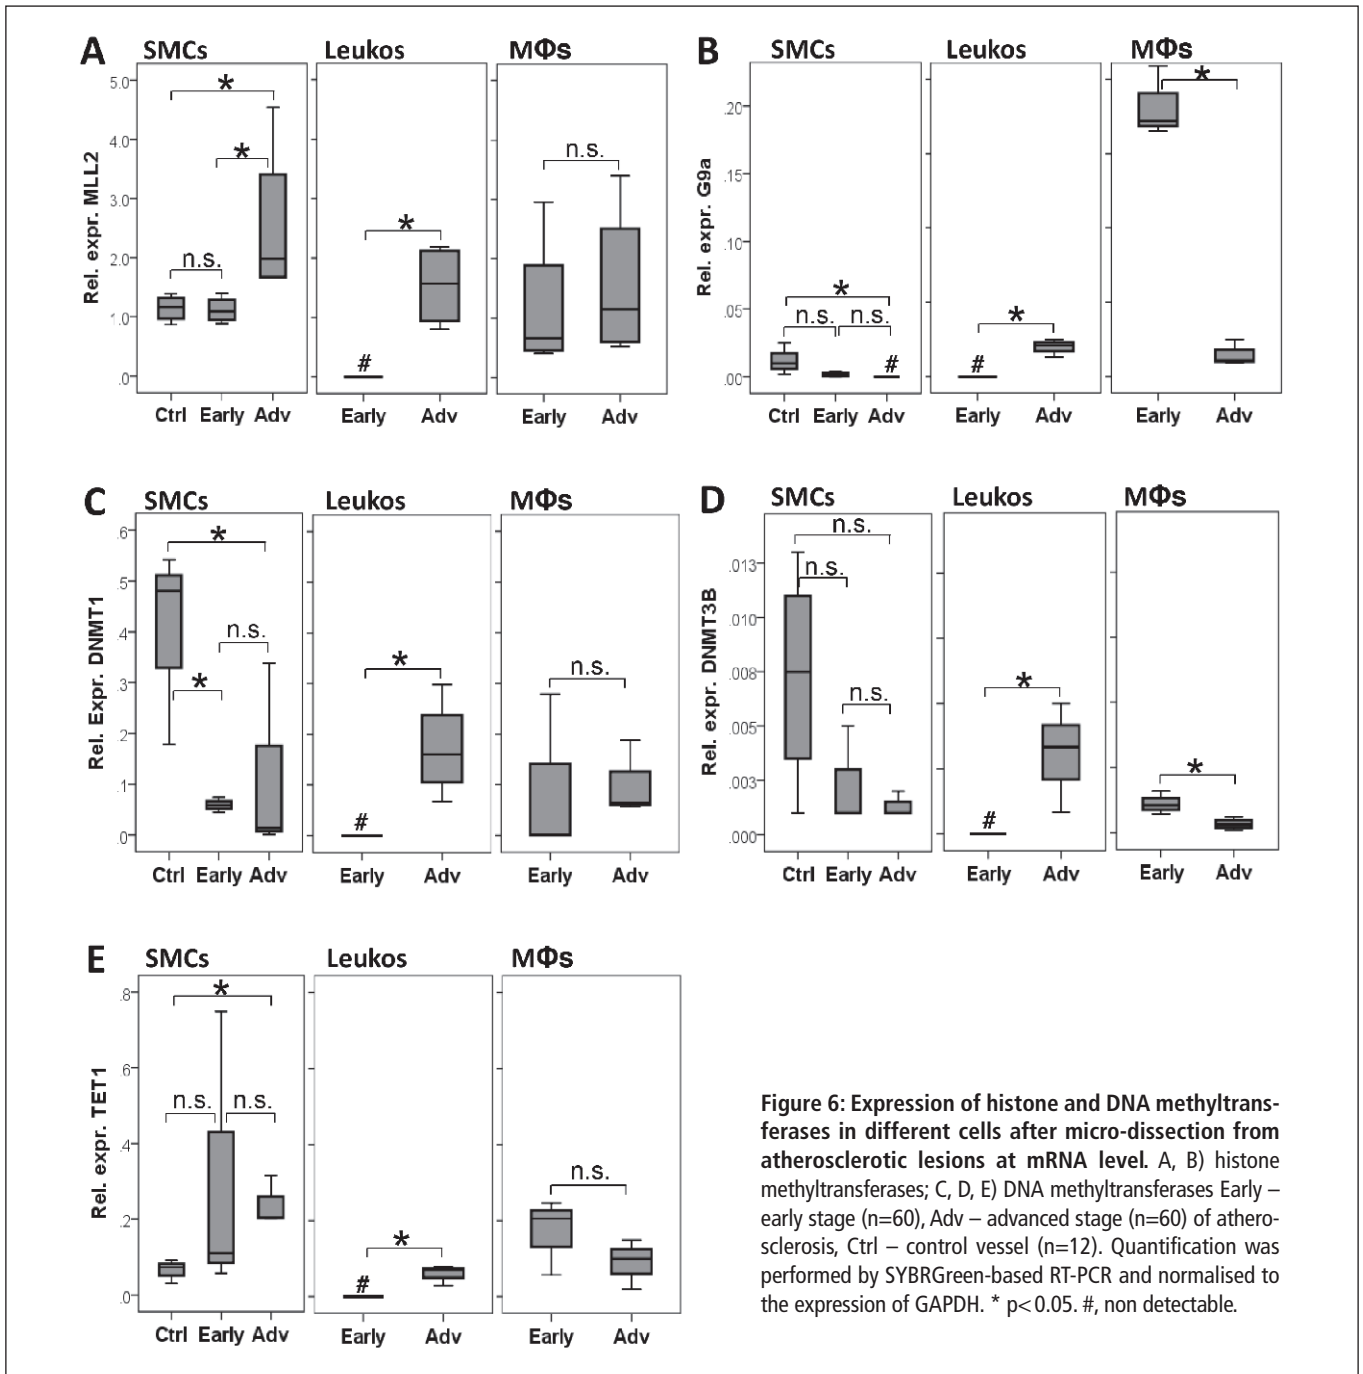 A SMCs Leukos MΦs
Rel. expr. MLL2
5.0
4.0
3.0
2.0
1.0
.0
*
*
n.s.
*
#
n.s.
Ctrl Early Adv Early Adv Early Adv
B SMCs Leukos MΦs
Rel. expr. G9a
.20
.15
.10
.05
.00
*
n.s. n.s.
#
*
#
*
Ctrl Early Adv Early Adv Early Adv
C SMCs Leukos MΦs
Rel. Expr. DNMT1
.6
.5
.4
.3
.2
.1
.0
*
n.s.
*
*
#
n.s.
Ctrl Early Adv Early Adv Early Adv
D SMCs Leukos MΦs
Rel. expr. DNMT3B
.013
.010
.008
.005
.003
.000
n.s.
n.s.
n.s.
*
#
*
Ctrl Early Adv Early Adv Early Adv
E SMCs Leukos MΦs
Rel. expr. TET1
.8
.6
.4
.2
.0
*
n.s. n.s.
*
#
n.s.
Ctrl Early Adv Early Adv Early Adv
Figure 6: Expression of histone and DNA methyltrans-
ferases in different cells after micro-dissection from
atherosclerotic lesions at mRNA level. A, B) histone
methyltransferases; C, D, E) DNA methyltransferases Early –
early stage (n=60), Adv – advanced stage (n=60) of athero-
sclerosis, Ctrl – control vessel (n=12). Quantification was
performed by SYBRGreen-based RT-PCR and normalised to
the expression of GAPDH. * p<0.05. #, non detectable.